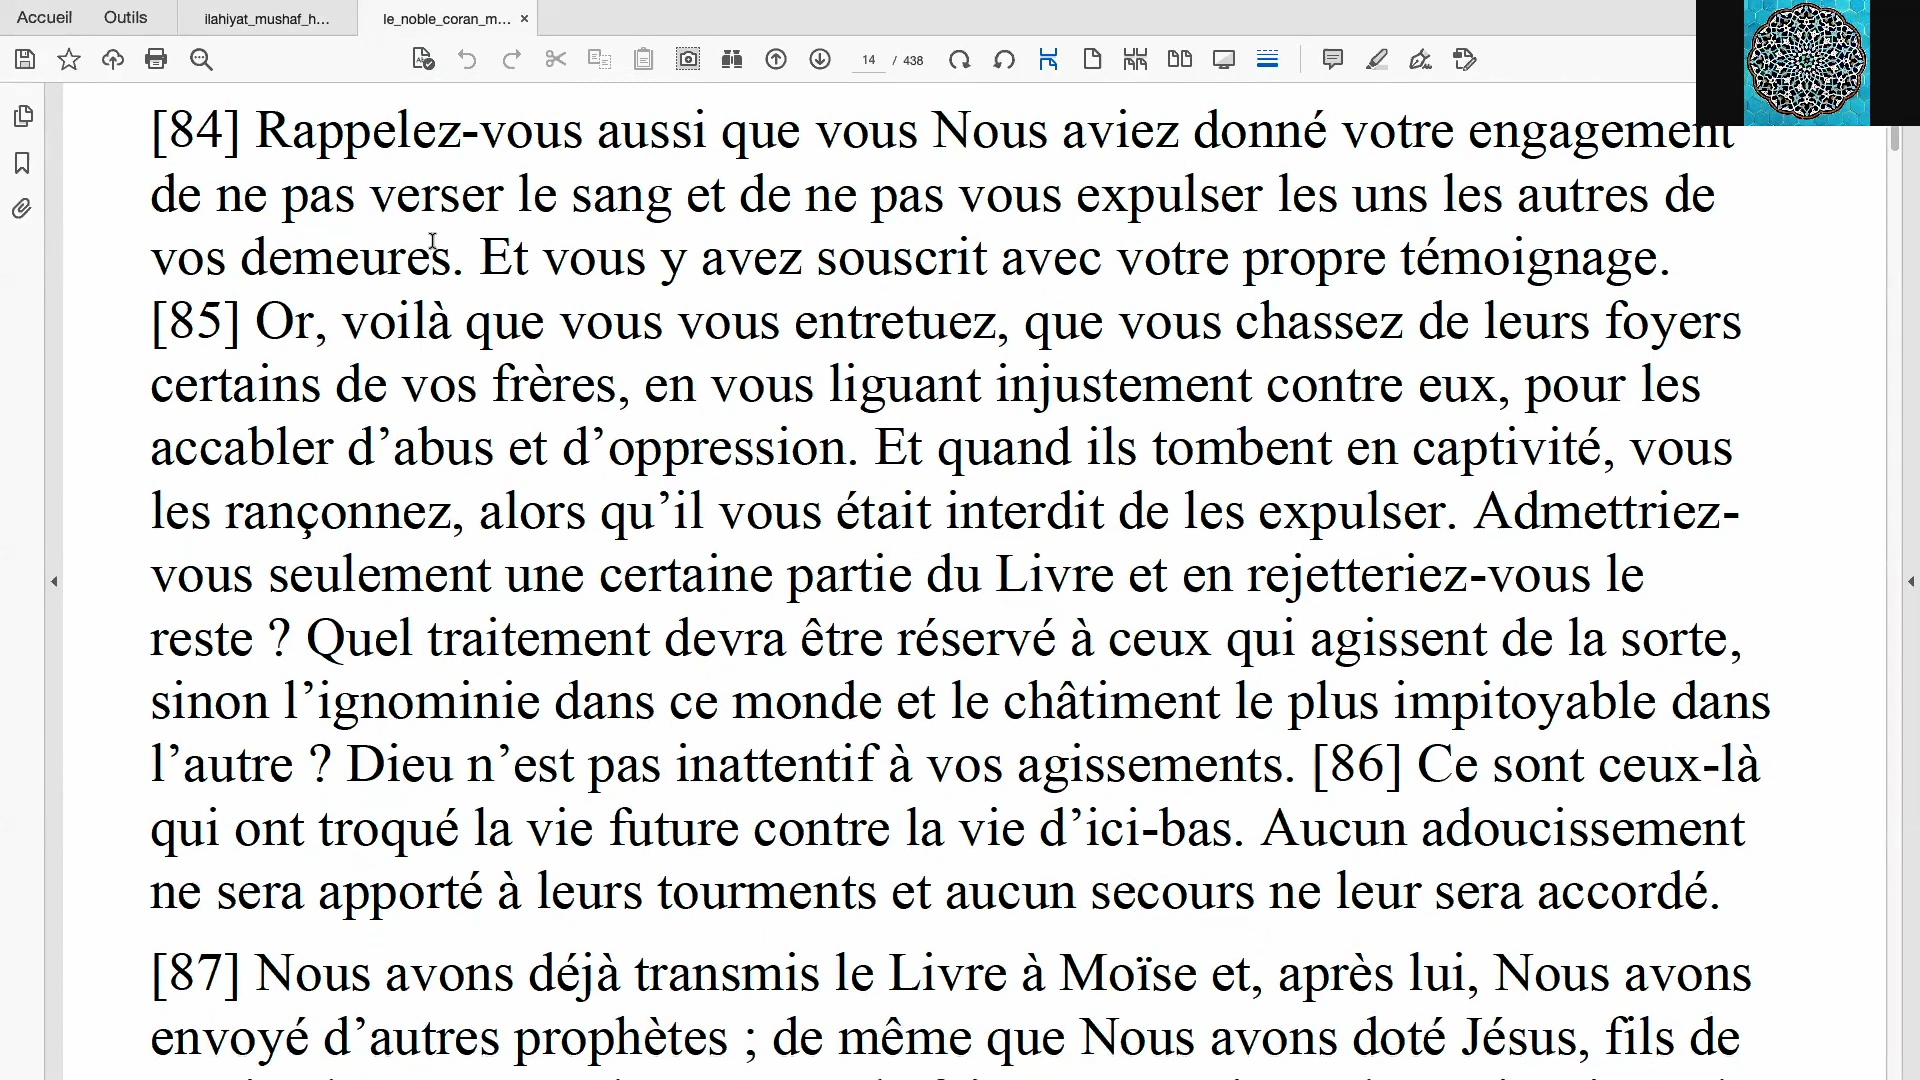 Accueil Outils ilahiyat_mushaf_h... le_noble_coran_m... ×
14 / 438
[84] Rappelez-vous aussi que vous Nous aviez donné votre engagement
de ne pas verser le sang et de ne pas vous expulser les uns les autres de
vos demeures. Et vous y avez souscrit avec votre propre témoignage.
[85] Or, voilà que vous vous entretuez, que vous chassez de leurs foyers
certains de vos frères, en vous liguant injustement contre eux, pour les
accabler d’abus et d’oppression. Et quand ils tombent en captivité, vous
les rançonnez, alors qu’il vous était interdit de les expulser. Admettriez-
vous seulement une certaine partie du Livre et en rejetteriez-vous le
reste ? Quel traitement devra être réservé à ceux qui agissent de la sorte,
sinon l’ignominie dans ce monde et le châtiment le plus impitoyable dans
l’autre ? Dieu n’est pas inattentif à vos agissements. [86] Ce sont ceux-là
qui ont troqué la vie future contre la vie d’ici-bas. Aucun adoucissement
ne sera apporté à leurs tourments et aucun secours ne leur sera accordé.
[87] Nous avons déjà transmis le Livre à Moïse et, après lui, Nous avons
envoyé d’autres prophètes ; de même que Nous avons doté Jésus, fils de